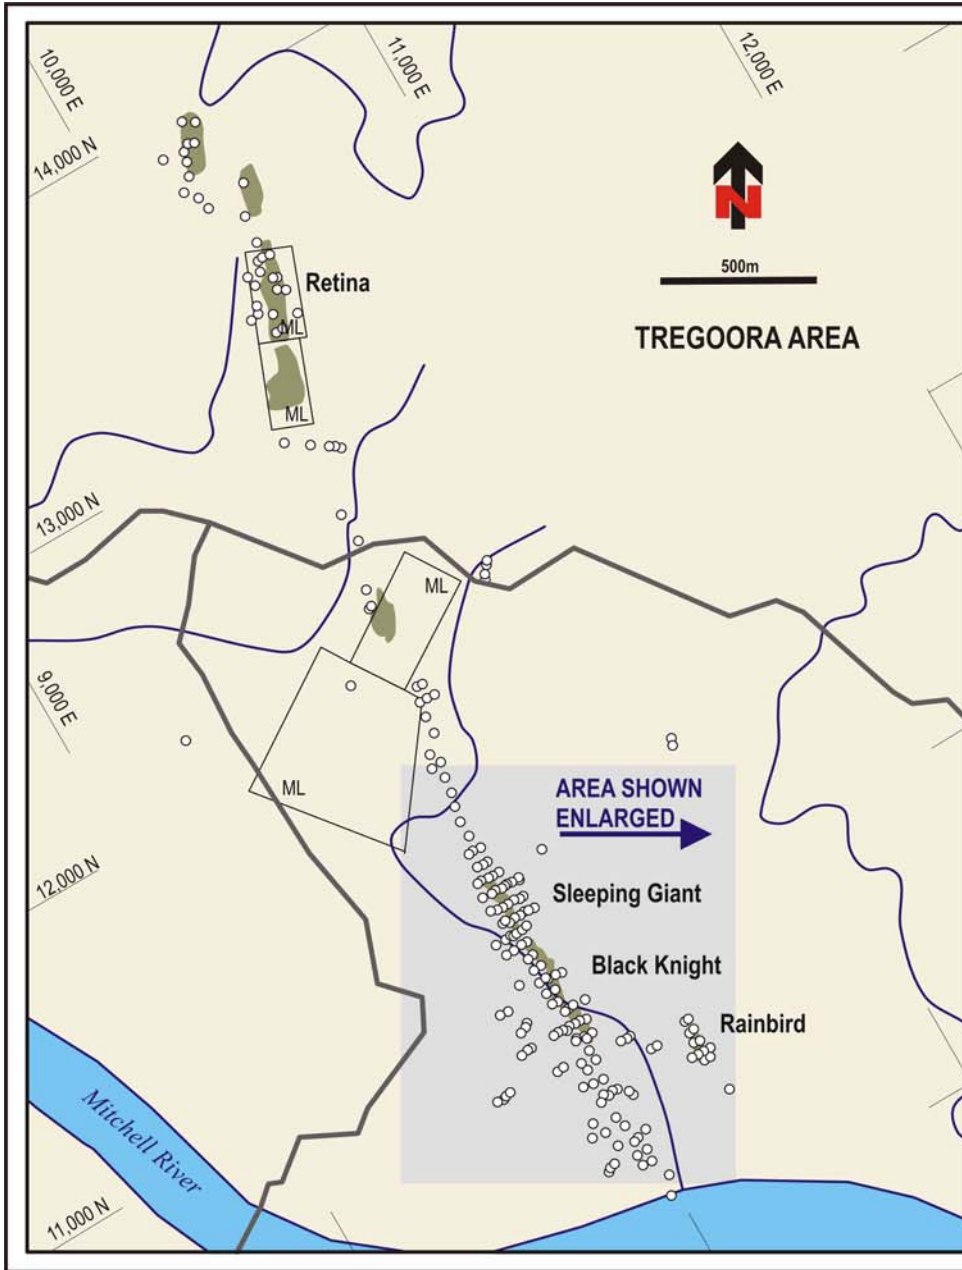 10,000 E
11,000 E
12,000 E
14,000 N
N
500m
TREGOORA AREA
Retina
ML
ML
13,000 N
ML
9,000 E
ML
AREA SHOWN
ENLARGED
12,000 N
Sleeping Giant
Black Knight
Rainbird
Mitchell River
11,000 N